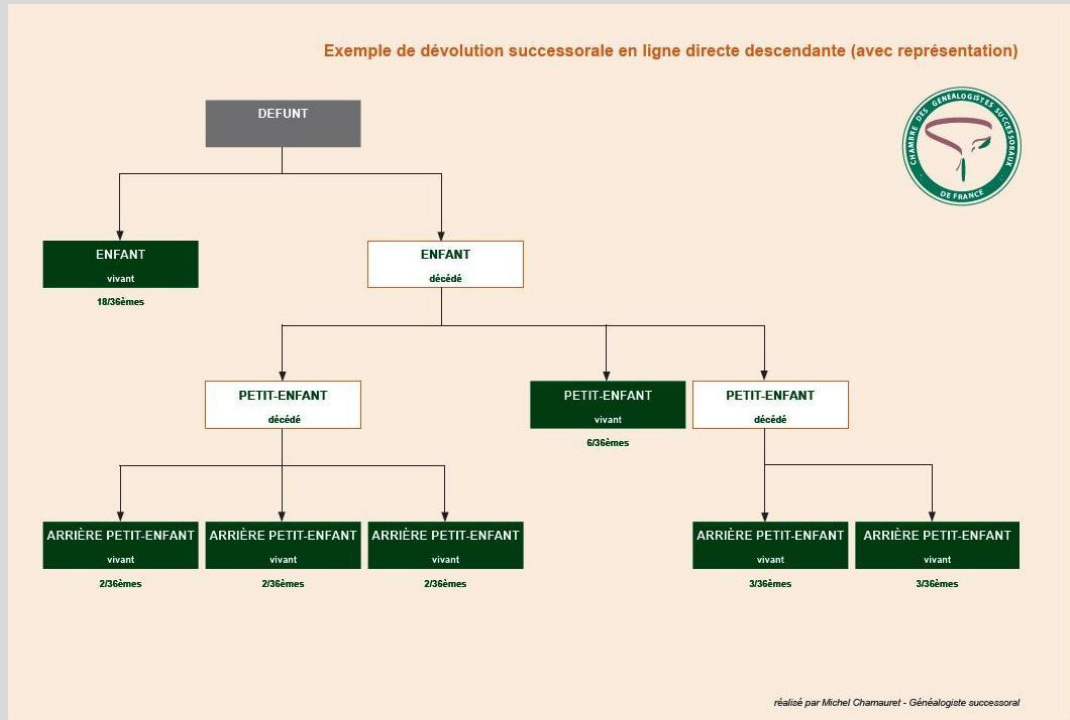 Exemple de dévolution successorale en ligne directe descendante (avec représentation)
CHAMBRE DES GENEALOGISTES SUCCESSORAUX
DE FRANCE
DEFUNT
ENFANT
vivant
18/36èmes
ENFANT
décédé
PETIT-ENFANT
décédé
PETIT-ENFANT
vivant
6/36èmes
PETIT-ENFANT
décédé
ARRIÈRE PETIT-ENFANT
vivant
2/36èmes
ARRIÈRE PETIT-ENFANT
vivant
2/36èmes
ARRIÈRE PETIT-ENFANT
vivant
2/36èmes
ARRIÈRE PETIT-ENFANT
vivant
3/36èmes
ARRIÈRE PETIT-ENFANT
vivant
3/36èmes
réalisé par Michel Chamauret - Généalogiste successoral